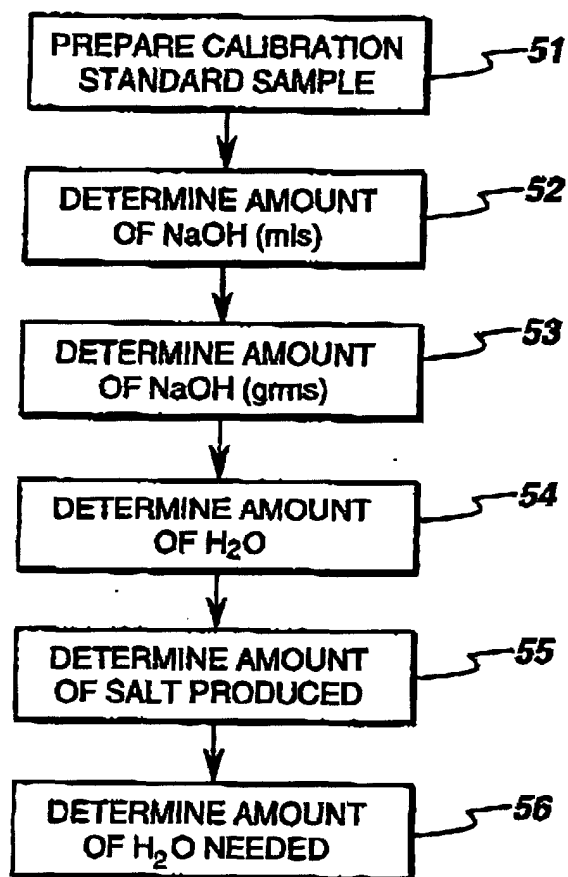 PREPARE CALIBRATION
STANDARD SAMPLE
51
DETERMINE AMOUNT
OF NaOH (mls)
52
DETERMINE AMOUNT
OF NaOH (grms)
53
DETERMINE AMOUNT
OF H₂O
54
DETERMINE AMOUNT
OF SALT PRODUCED
55
DETERMINE AMOUNT
OF H₂O NEEDED
56